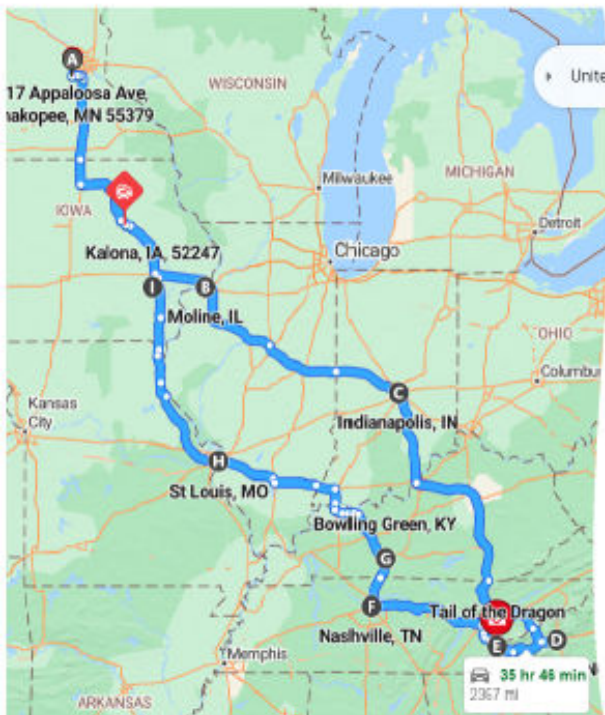 A
WISCONSIN
Unite
17 Appaloosa Ave,
hakopee, MN 55379
MICHIGAN
Milwaukee
IOWA
Detroit
Kalona, IA, 52247
Chicago
I
B
Moline, IL
OHIO
C
Columbu
Kansas
City
Indianapolis, IN
H
St Louis, MO
Bowling Green, KY
G
F
Tail of the Dragon
Nashville, TN
E
D
Memphis
35 hr 46 min
2367 mi
ARKANSAS